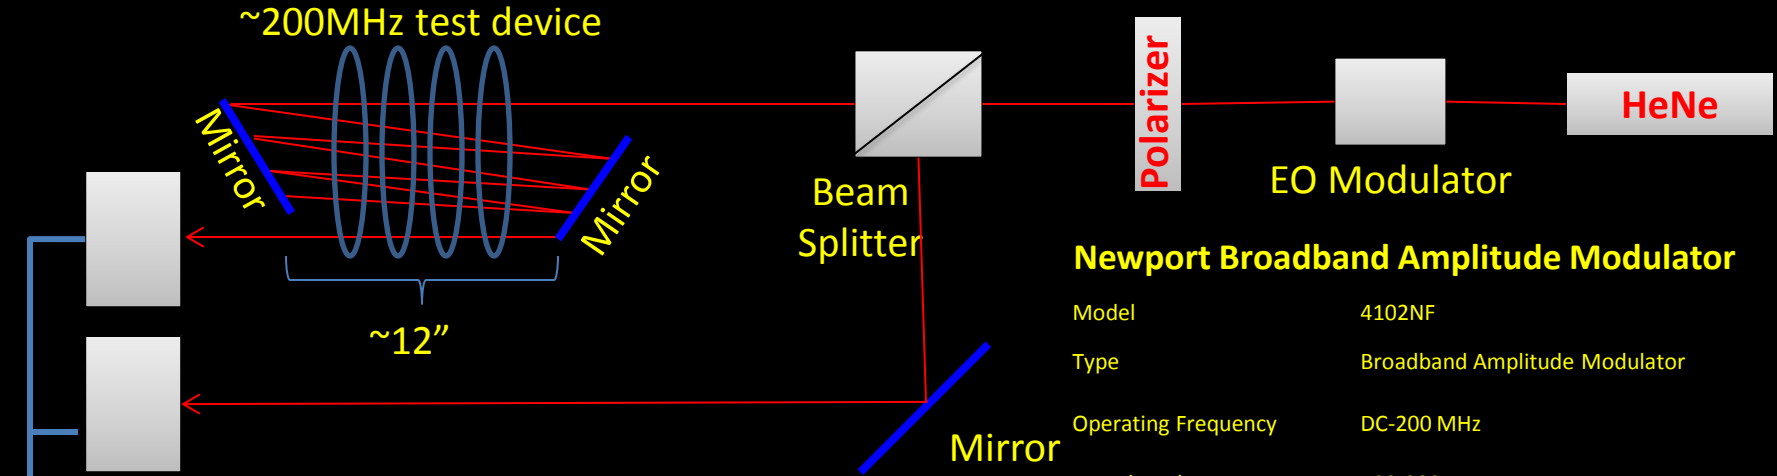 ~200MHz test device
Polarizer
HeNe
Mirror
Mirror
EO Modulator
Beam
Splitter
Newport Broadband Amplitude Modulator
Model 4102NF
~12”
Type Broadband Amplitude Modulator
Operating Frequency DC-200 MHz
Mirror